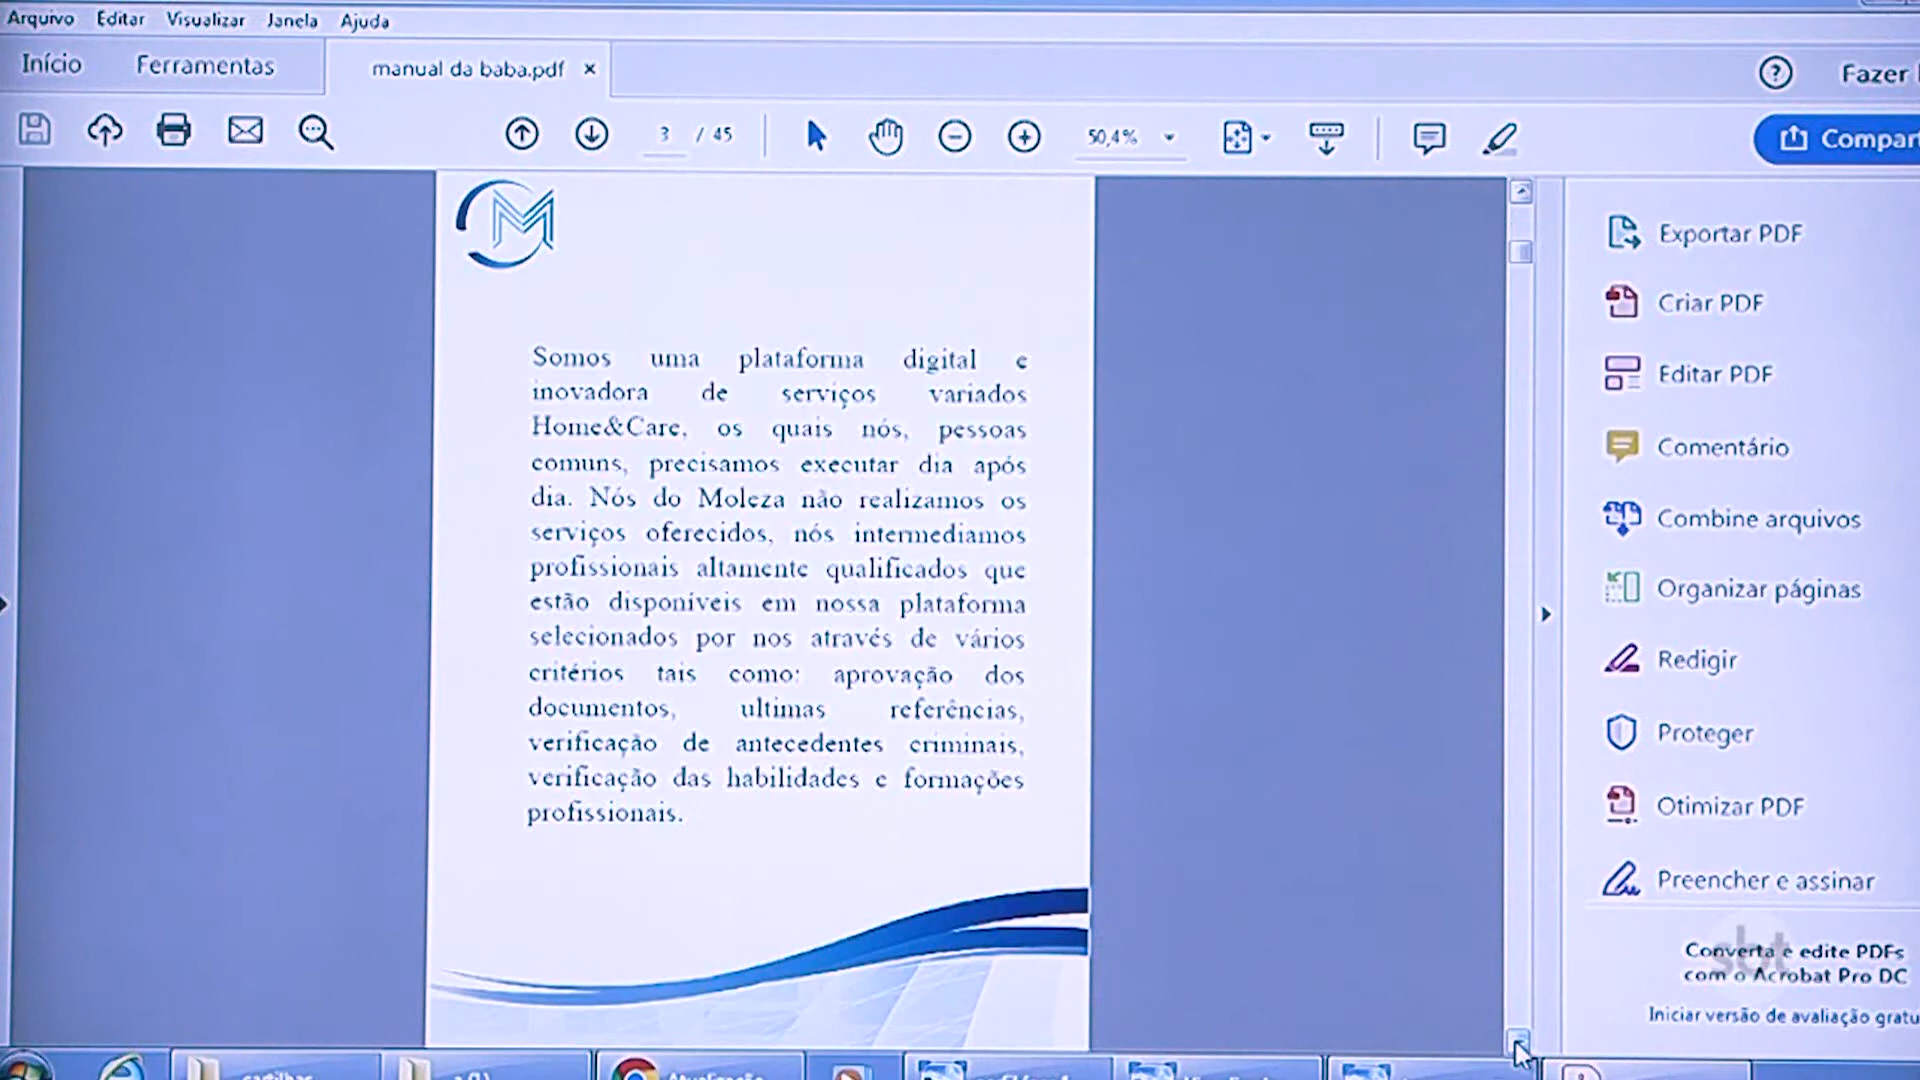 Arquivo Editar Visualizar Janela Ajuda
Início Ferramentas manual da baba.pdf x
? Fazer
3 / 45 50,4%
Compar
M
Somos uma plataforma digital e
inovadora de serviços variados
Home&Care, os quais nós, pessoas
comuns, precisamos executar dia após
dia. Nós do Moleza não realizamos os
serviços oferecidos, nós intermediamos
profissionais altamente qualificados que
estão disponíveis em nossa plataforma
selecionados por nos através de vários
critérios tais como: aprovação dos
documentos, ultimas referências,
verificação de antecedentes criminais,
verificação das habilidades e formações
profissionais.
Exportar PDF
Criar PDF
Editar PDF
Comentário
Combine arquivos
Organizar páginas
Redigir
Proteger
Otimizar PDF
Preencher e assinar
sbt
Converta e edite PDFs
com o Acrobat Pro DC
Iniciar versão de avaliação gratu
cartilhas
Atualização